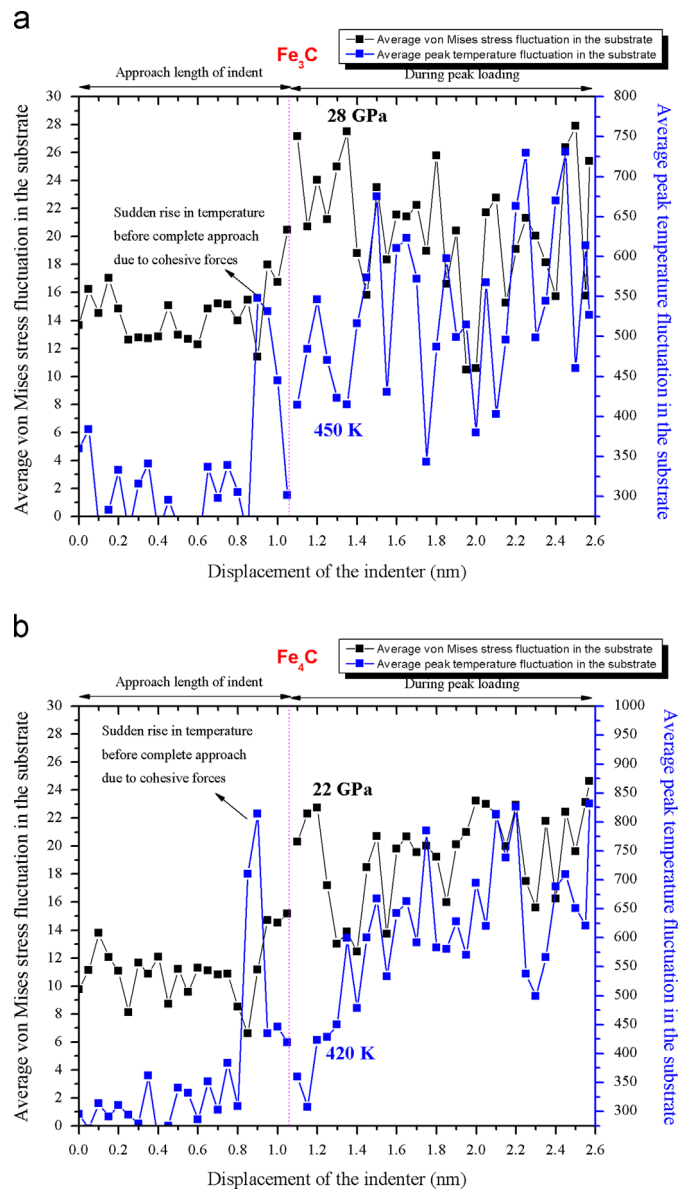 a
Fe3C
Average von Mises stress fluctuation in the substrate
Average peak temperature fluctuation in the substrate
Approach length of indent
During peak loading
30
28
26
24
22
20
18
16
14
12
10
8
6
4
2
0
Average von Mises stress fluctuation in the substrate
28 GPa
Sudden rise in temperature
before complete approach
due to cohesive forces
450 K
800
750
700
650
600
550
500
450
400
350
300
Average peak temperature fluctuation in the substrate
0.0 0.2 0.4 0.6 0.8 1.0 1.2 1.4 1.6 1.8 2.0 2.2 2.4 2.6
Displacement of the indenter (nm)
b
Fe4C
Average von Mises stress fluctuation in the substrate
Average peak temperature fluctuation in the substrate
Approach length of indent
During peak loading
30
28
26
24
22
20
18
16
14
12
10
8
6
4
2
0
Average von Mises stress fluctuation in the substrate
Sudden rise in temperature
before complete approach
due to cohesive forces
22 GPa
420 K
1000
950
900
850
800
750
700
650
600
550
500
450
400
350
300
Average peak temperature fluctuation in the substrate
0.0 0.2 0.4 0.6 0.8 1.0 1.2 1.4 1.6 1.8 2.0 2.2 2.4 2.6
Displacement of the indenter (nm)